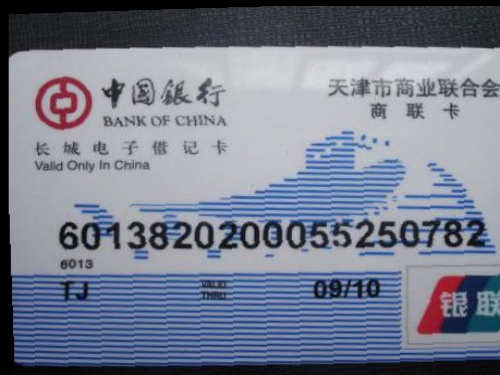 中国银行
BANK OF CHINA
天津市商业联合会
商联卡
长城电子借记卡
Valid Only In China
6013820200055250782
6013
TJ
VALID
THRU
09/10
银联